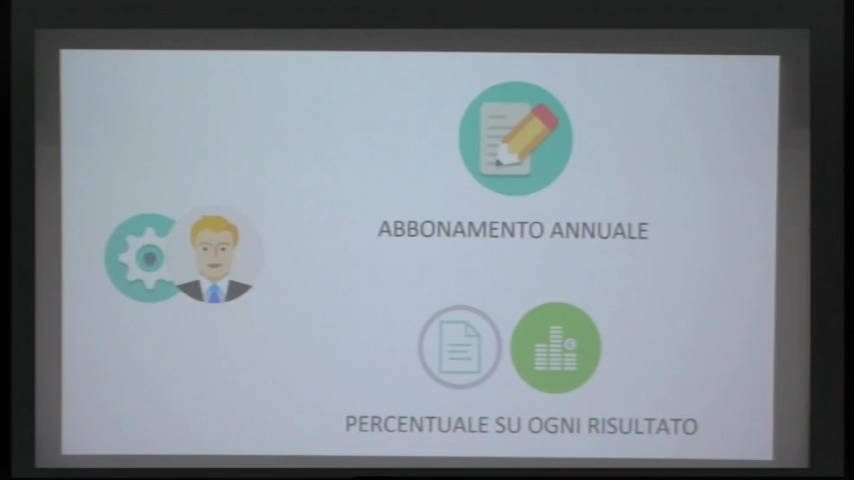 ABBONAMENTO ANNUALE
PERCENTUALE SU OGNI RISULTATO